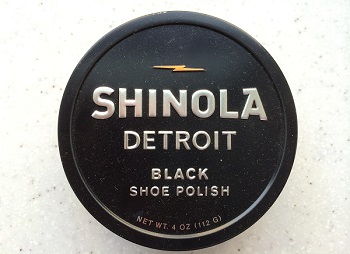 SHINOLA
DETROIT
BLACK
SHOE POLISH
NET WT. 4 OZ (112 G)